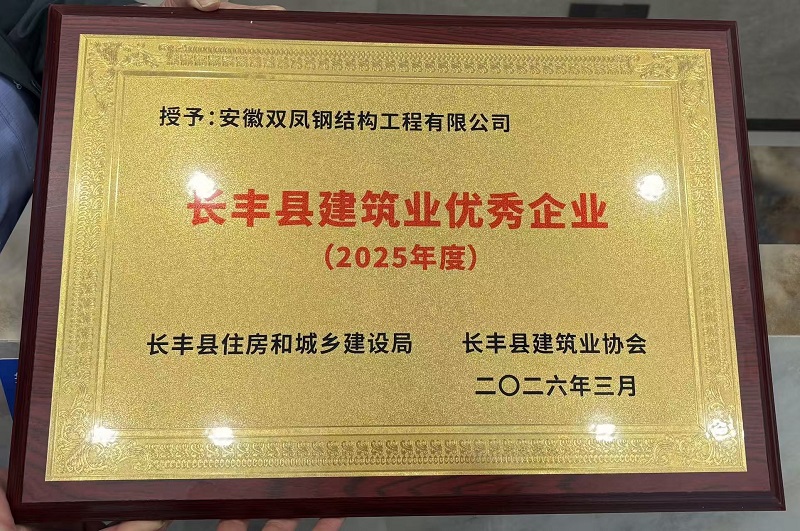 授予：安徽双凤钢结构工程有限公司
长丰县建筑业优秀企业
（2025年度）
长丰县住房和城乡建设局 长丰县建筑业协会
二〇二六年三月